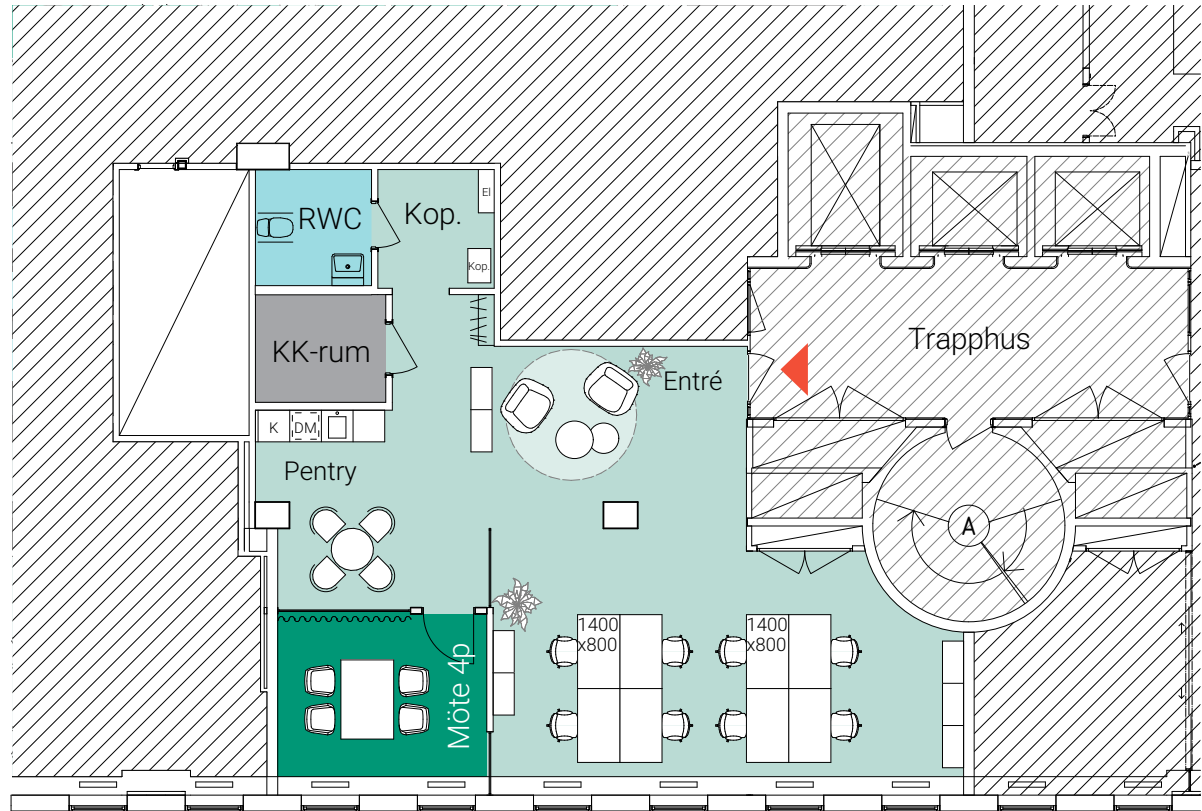 El
RWC
Kop.
Kop.
KK-rum
Trapphus
Entré
K
DM
Pentry
A
1400
x800
1400
x800
Möte 4p